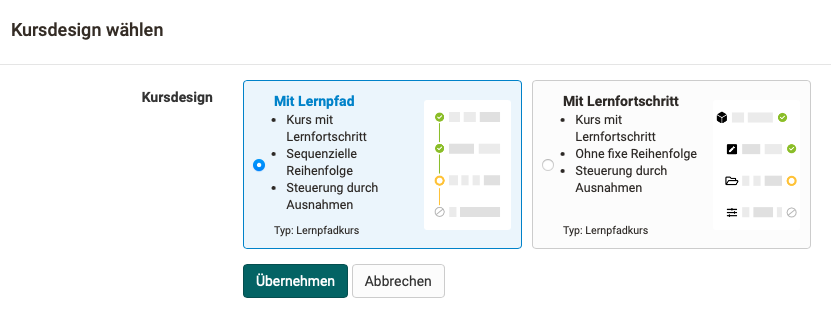 Kursdesign wählen
Kursdesign
Mit Lernpfad
• Kurs mit
Lernfortschritt
• Sequenzielle
Reihenfolge
• Steuerung durch
Ausnahmen
Typ: Lernpfadkurs
Mit Lernfortschritt
• Kurs mit
Lernfortschritt
• Ohne fixe Reihenfolge
• Steuerung durch
Ausnahmen
Typ: Lernpfadkurs
Übernehmen
Abbrechen